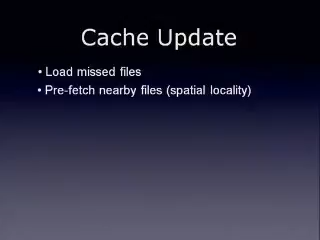 Cache Update
• Load missed files
• Pre-fetch nearby files (spatial locality)